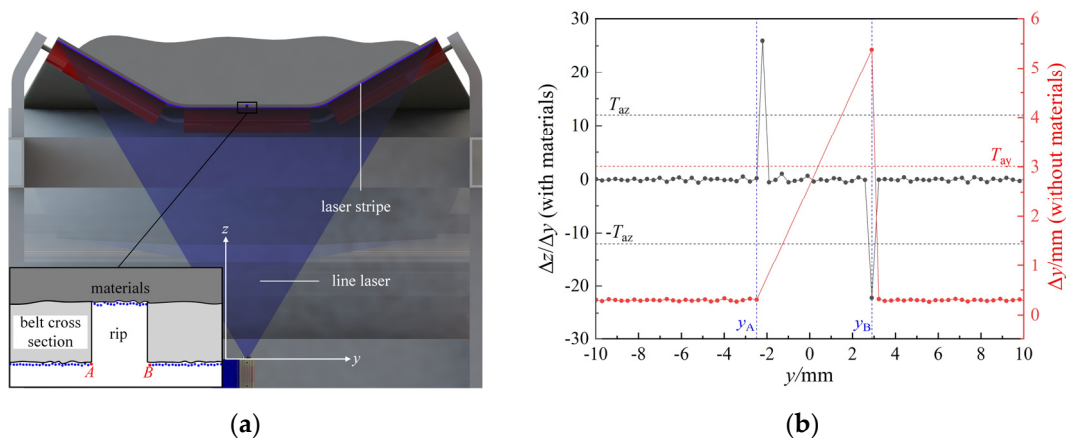 z
laser stripe
line laser
y
materials
belt cross
section
rip
A
B
(a)
Δz/Δy (with materials)
30
20
10
0
-10
-20
-30
T_az
-T_az
T_ay
y_A
y_B
-10
-8
-6
-4
-2
0
2
4
6
8
10
y/mm
6
5
4
3
2
1
0
Δy/mm (without materials)
(b)